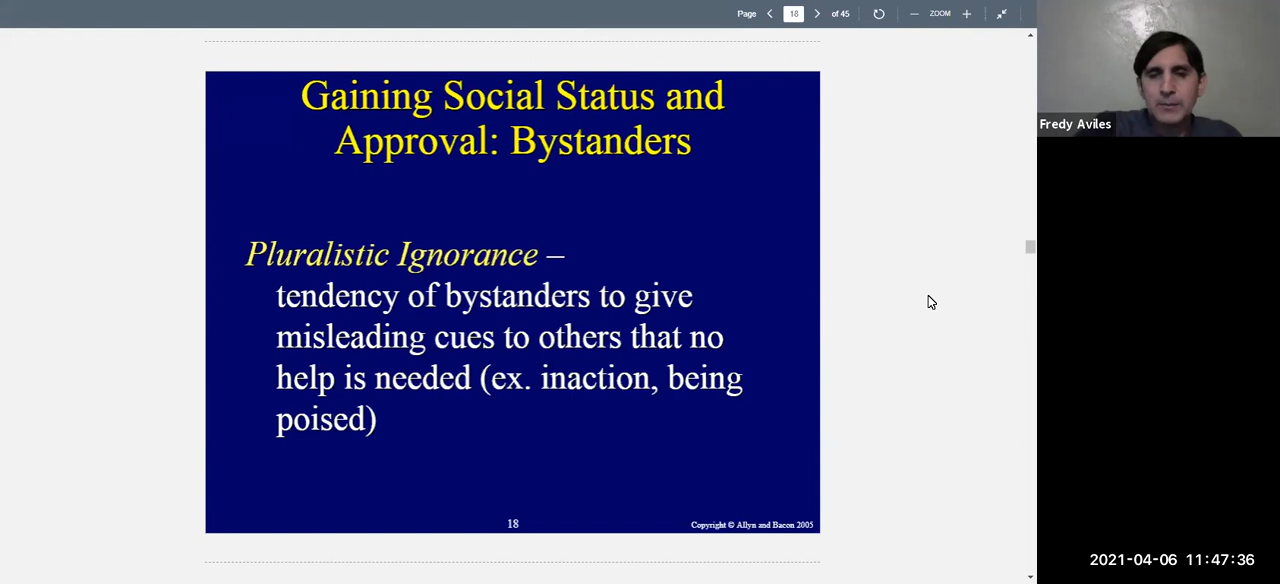 Page 18 of 45 ZOOM
Gaining Social Status and
Approval: Bystanders
Fredy Aviles
Pluralistic Ignorance –
tendency of bystanders to give
misleading cues to others that no
help is needed (ex. inaction, being
poised)
18
Copyright © Allyn and Bacon 2005
2021-04-06 11:47:36